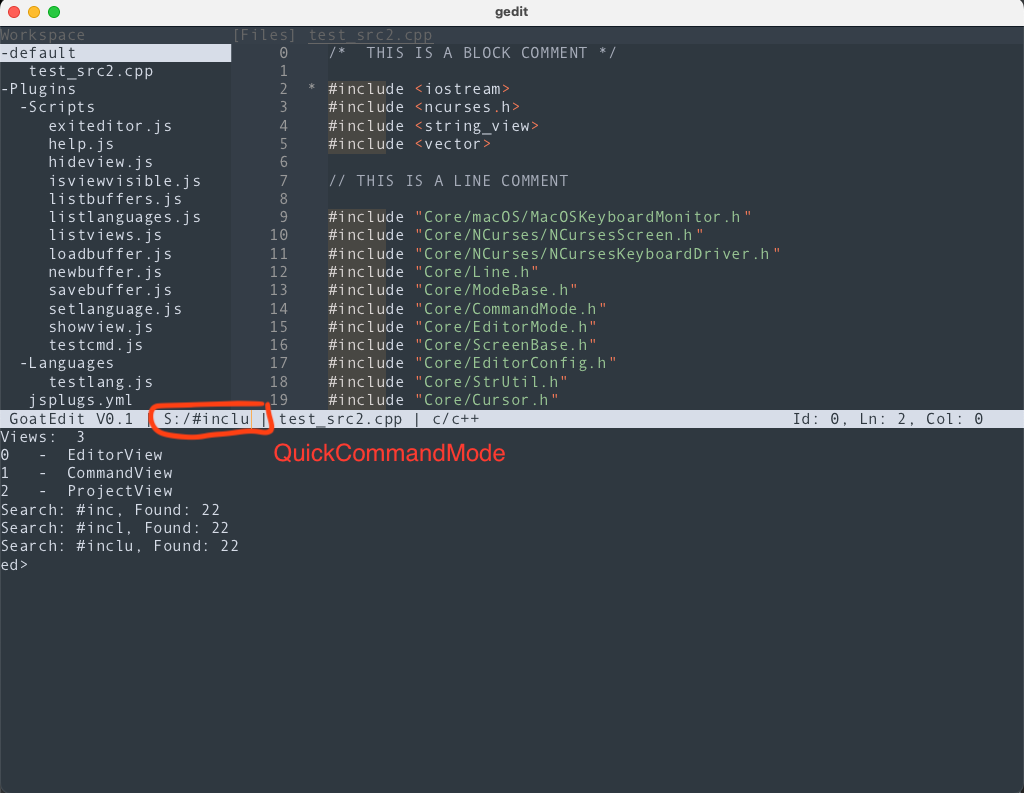 gedit
Workspace [Files] test_src2.cpp
-default 0 /*  THIS IS A BLOCK COMMENT */
test_src2.cpp 1
-Plugins 2 * #include <iostream>
-Scripts 3 #include <ncurses.h>
exiteditor.js 4 #include <string_view>
help.js 5 #include <vector>
hideview.js 6
isviewvisible.js 7 // THIS IS A LINE COMMENT
listbuffers.js 8
listlanguages.js 9 #include "Core/macOS/MacOSKeyboardMonitor.h"
listviews.js 10 #include "Core/NCurses/NCursesScreen.h"
loadbuffer.js 11 #include "Core/NCurses/NCursesKeyboardDriver.h"
newbuffer.js 12 #include "Core/Line.h"
savebuffer.js 13 #include "Core/ModeBase.h"
setlanguage.js 14 #include "Core/CommandMode.h"
showview.js 15 #include "Core/EditorMode.h"
testcmd.js 16 #include "Core/ScreenBase.h"
-Languages 17 #include "Core/EditorConfig.h"
testlang.js 18 #include "Core/StrUtil.h"
jsplugs.yml 19 #include "Core/Cursor.h"
GoatEdit V0.1 | S:/#inclu | test_src2.cpp | c/c++ Id: 0, Ln: 2, Col: 0
Views:  3
QuickCommandMode
0   -  EditorView
1   -  CommandView
2   -  ProjectView
Search: #inc, Found: 22
Search: #incl, Found: 22
Search: #inclu, Found: 22
ed>